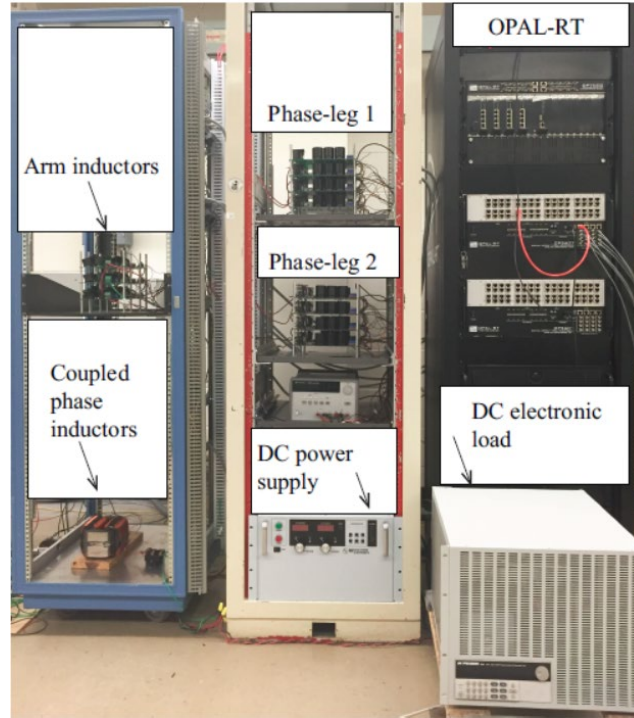 OPAL-RT
Phase-leg 1
Arm inductors
Phase-leg 2
Coupled
phase
inductors
DC electronic
load
DC power
supply